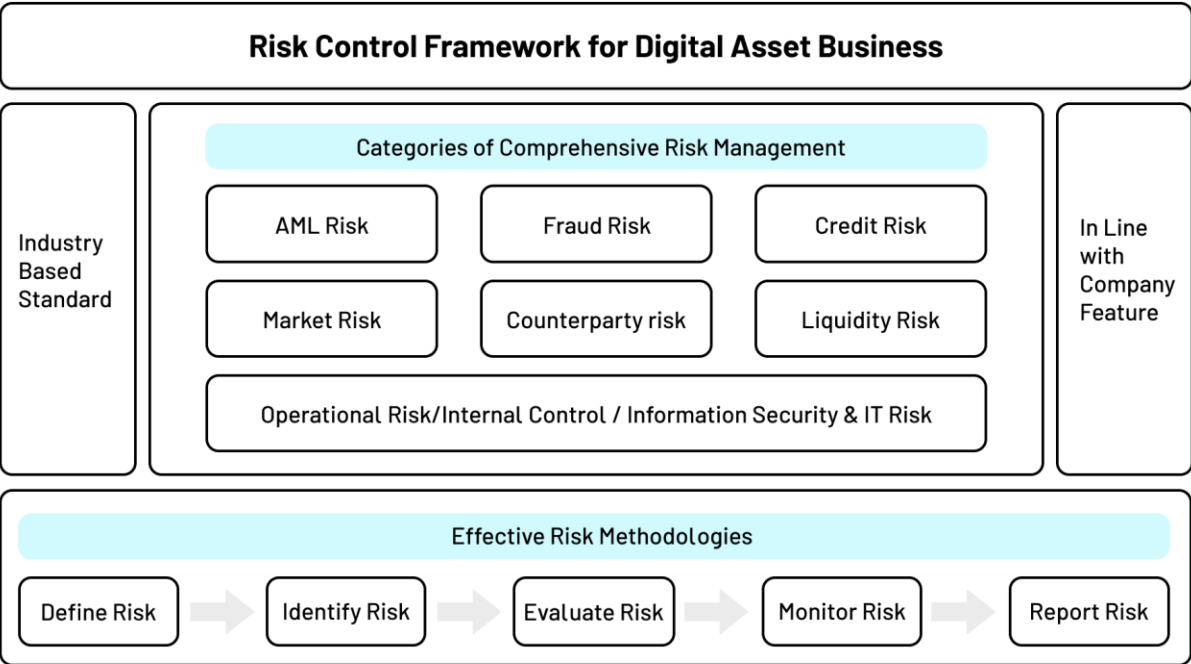 Risk Control Framework for Digital Asset Business
Industry
Based
Standard
Categories of Comprehensive Risk Management
AML Risk
Fraud Risk
Credit Risk
Market Risk
Counterparty risk
Liquidity Risk
Operational Risk/Internal Control / Information Security & IT Risk
In Line
with
Company
Feature
Effective Risk Methodologies
Define Risk
Identify Risk
Evaluate Risk
Monitor Risk
Report Risk